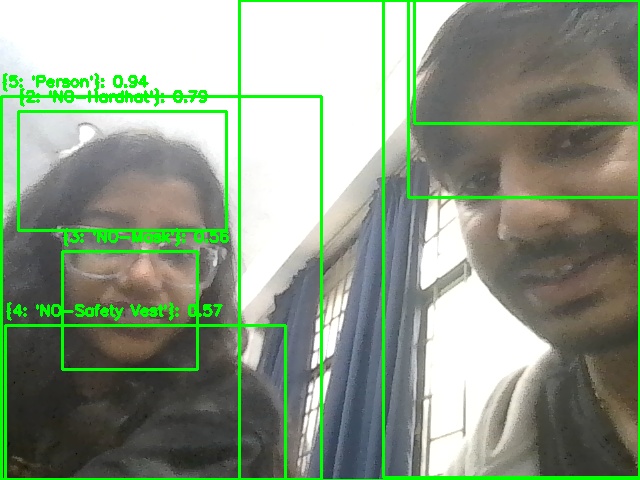 {5: 'Person'}: 0.94
{2: 'NO-Hardhat'}: 0.79
{3: 'NO-Mask'}: 0.56
{4: 'NO-Safety Vest'}: 0.57